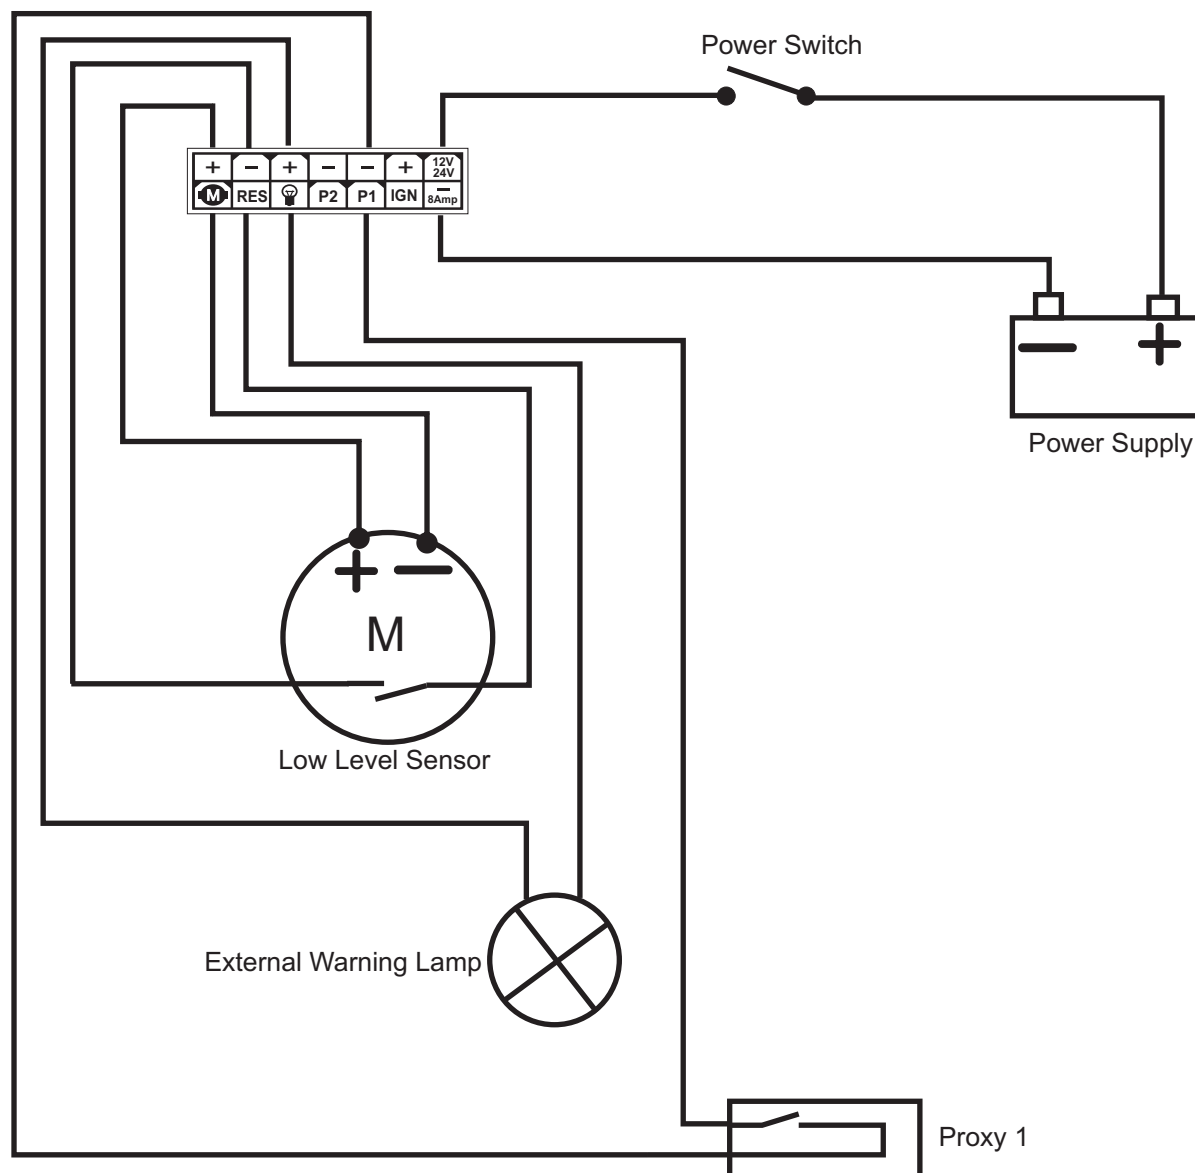 Power Switch
+ − + − − + 12V
24V
M RES P2 P1 IGN − 8Amp
− +
Power Supply
+ −
M
Low Level Sensor
External Warning Lamp
Proxy 1